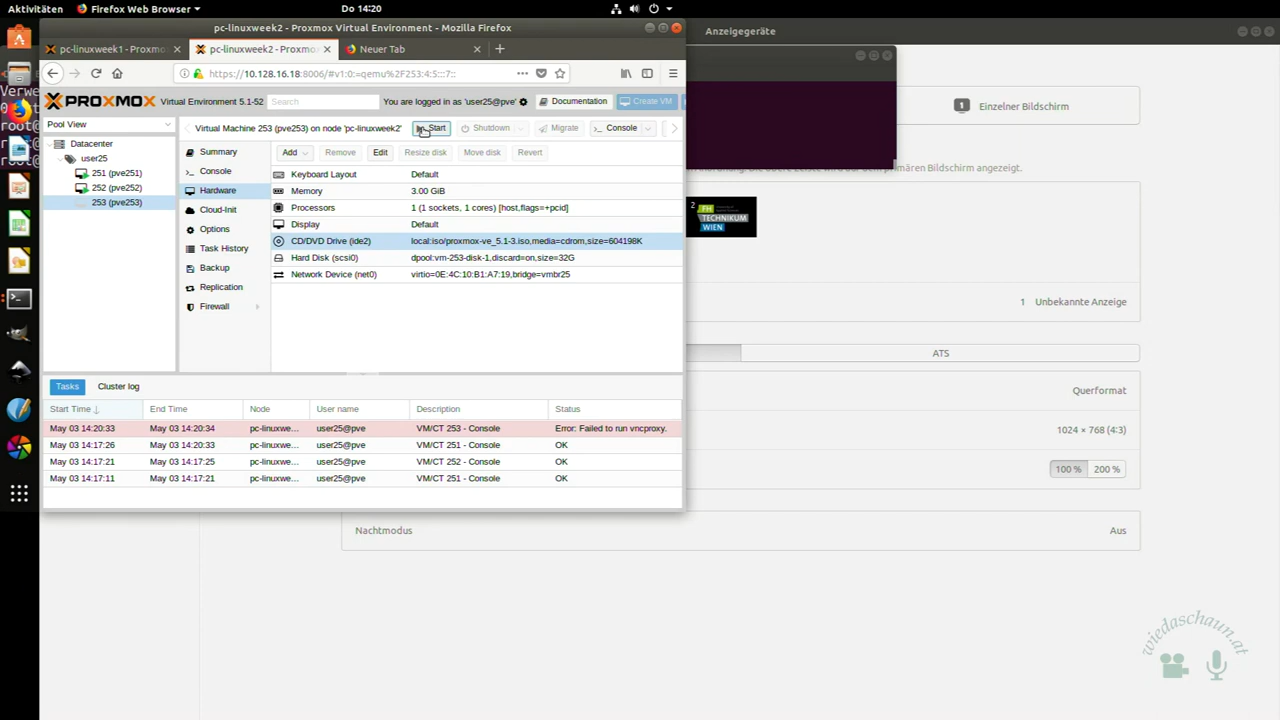 Aktivitäten
Firefox Web Browser
Do 14:20
pc-linuxweek2 - Proxmox Virtual Environment - Mozilla Firefox
Anzeigegeräte
pc-linuxweek1 - Proxmo
pc-linuxweek2 - Proxmo
Neuer Tab
https://10.128.16.18:8006/#v1:0:=qemu%2F253:4:5:::7::
PROXMOX Virtual Environment 5.1-52
Search
You are logged in as 'user25@pve'
Documentation
Create VM
Pool View
Virtual Machine 253 (pve253) on node 'pc-linuxweek2'
Start
Shutdown
Migrate
Console
Datacenter
user25
251 (pve251)
252 (pve252)
253 (pve253)
Summary
Console
Hardware
Cloud-Init
Options
Task History
Backup
Replication
Firewall
Add
Remove
Edit
Resize disk
Move disk
Revert
Keyboard Layout Default
Memory 3.00 GiB
Processors 1 (1 sockets, 1 cores) [host,flags=+pcid]
Display Default
CD/DVD Drive (ide2) local:iso/proxmox-ve_5.1-3.iso,media=cdrom,size=604198K
Hard Disk (scsi0) dpool:vm-253-disk-1,discard=on,size=32G
Network Device (net0) virtio=0E:4C:10:B1:A7:19,bridge=vmbr25
Tasks Cluster log
Start Time End Time Node User name Description Status
May 03 14:20:33 May 03 14:20:34 pc-linuxwe... user25@pve VM/CT 253 - Console Error: Failed to run vncproxy.
May 03 14:17:26 May 03 14:20:33 pc-linuxwe... user25@pve VM/CT 251 - Console OK
May 03 14:17:21 May 03 14:17:25 pc-linuxwe... user25@pve VM/CT 252 - Console OK
May 03 14:17:11 May 03 14:17:21 pc-linuxwe... user25@pve VM/CT 251 - Console OK
1 Einzelner Bildschirm
primären Bildschirm angezeigt.
2
FH
TECHNIKUM
WIEN
1 Unbekannte Anzeige
ATS
Querformat
1024 × 768 (4:3)
100 % 200 %
Nachtmodus Aus
wiedaschaun.at